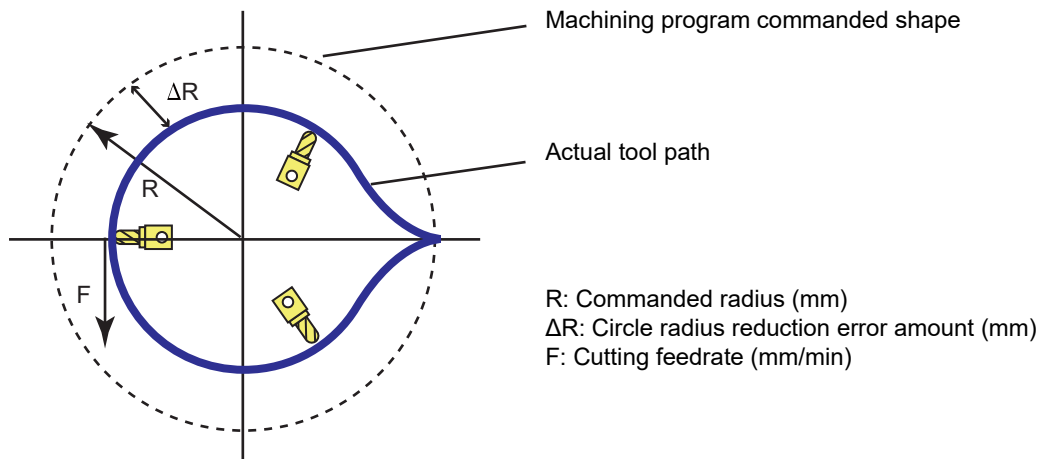 Machining program commanded shape
ΔR
R
Actual tool path
F
R: Commanded radius (mm)
ΔR: Circle radius reduction error amount (mm)
F: Cutting feedrate (mm/min)